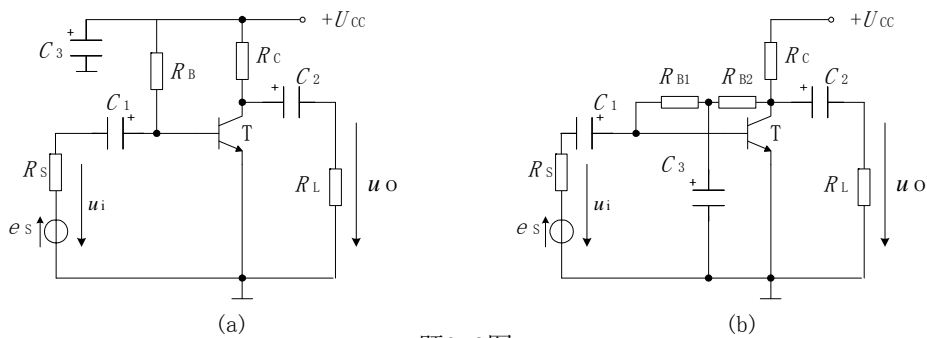 +UCC
+UCC
C3
+
RC
RC
RB
C2
+
RB1
RB2
C2
+
C1
+
C1
+
T
T
C3
+
RS
RS
ui
ui
RL
uO
RL
uO
eS
eS
(a)
(b)